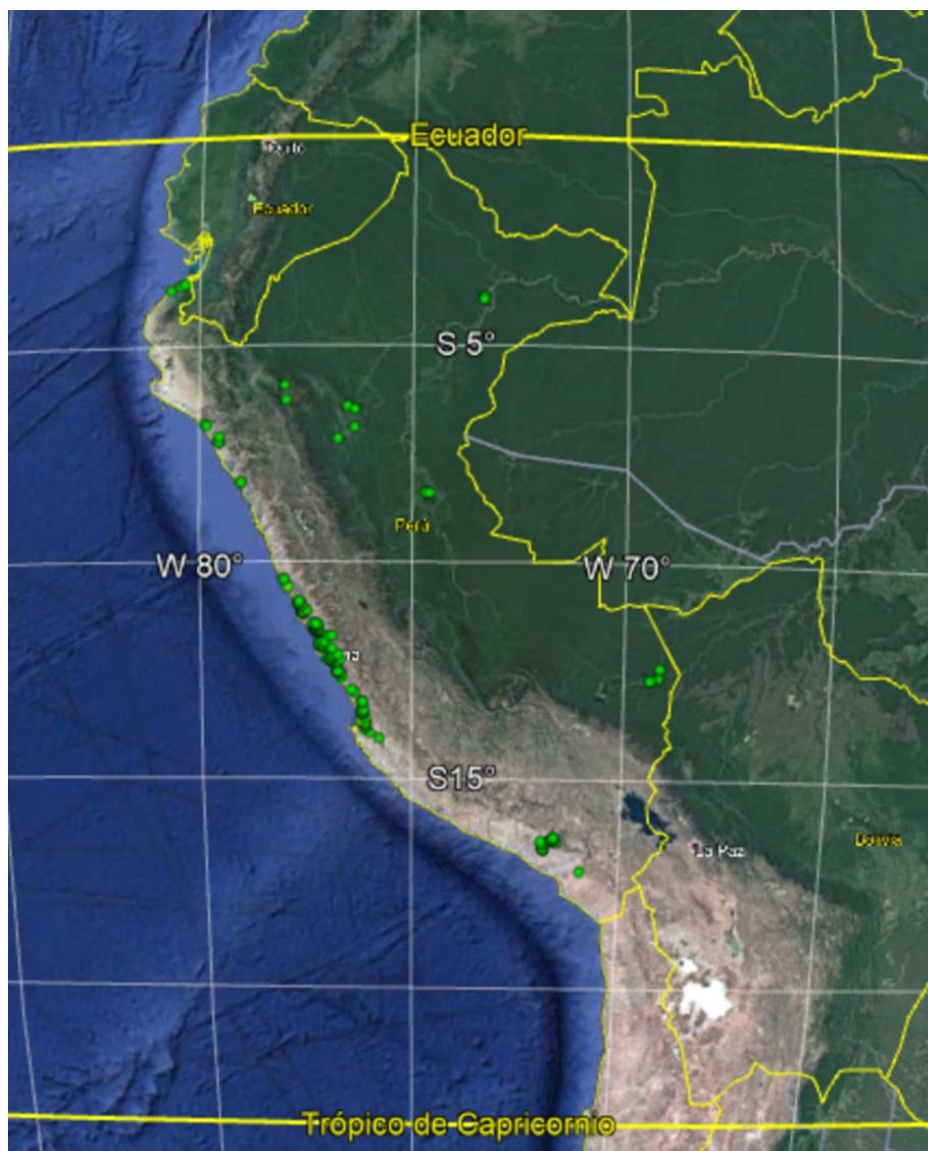 Ecuador
Quito
Ecuador
S 5°
Perú
W 80°
W 70°
S15°
La Paz
Bolivia
Trópico de Capricornio